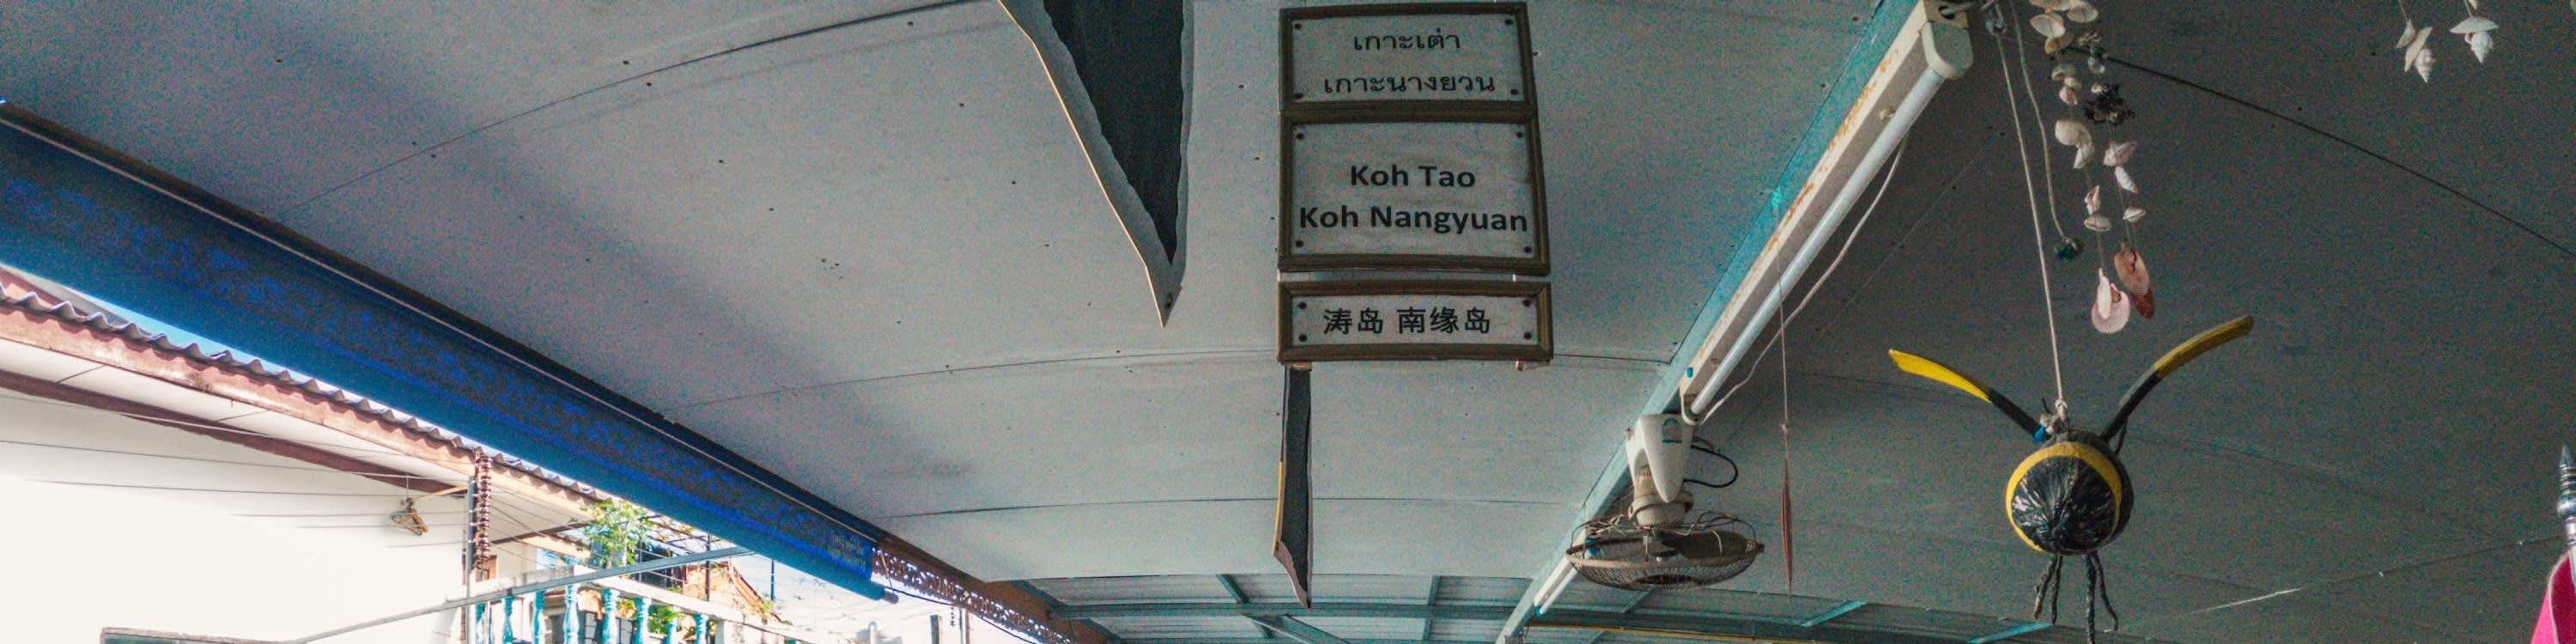 เกาะเต่า
เกาะนางยวน
Koh Tao
Koh Nangyuan
涛岛 南缘岛